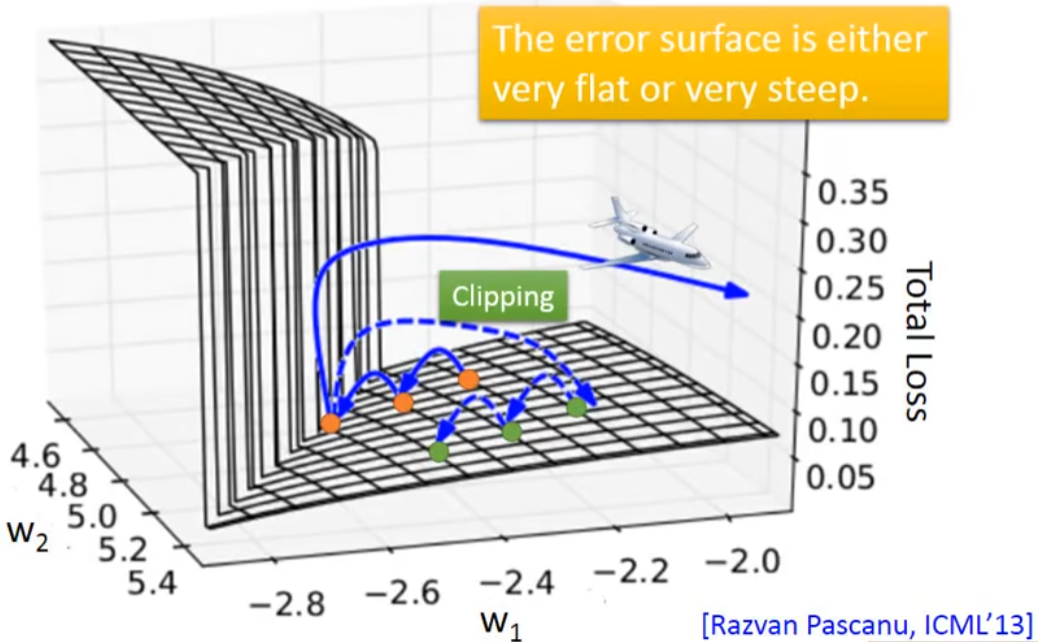 The error surface is either
very flat or very steep.
Clipping
0.35
0.30
0.25
0.20
0.15
0.10
0.05
Total Loss
4.6
4.8
5.0
5.2
5.4
w₂
−2.8
−2.6
−2.4
−2.2
−2.0
w₁
[Razvan Pascanu, ICML’13]